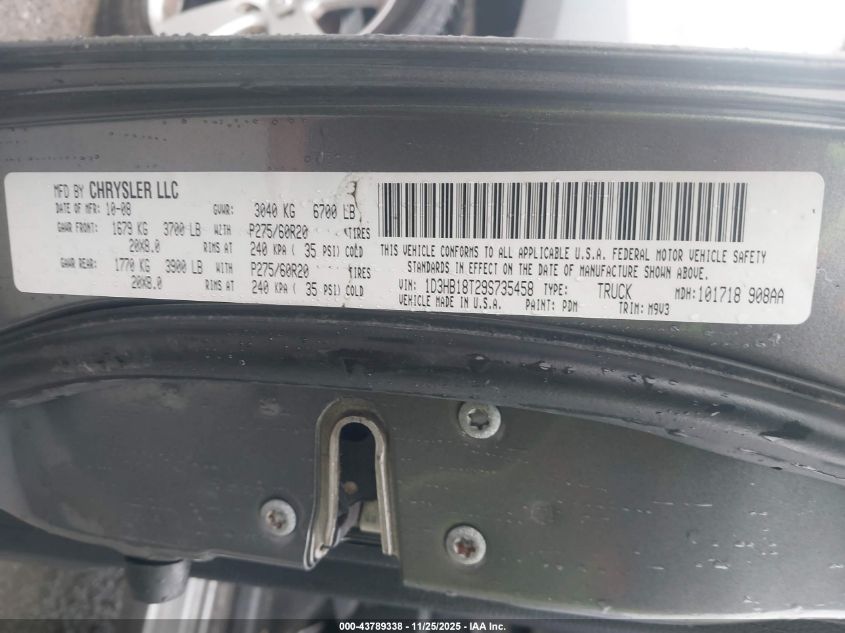 MFD BY CHRYSLER LLC
DATE OF MFR: 10-08 GVWR: 3040 KG 6700 LB
GAWR FRONT: 1679 KG 3700 LB WITH P275/60R20 TIRES
20X8.0 RIMS AT 240 KPA ( 35 PSI) COLD
GAWR REAR: 1770 KG 3900 LB WITH P275/60R20 TIRES
20X8.0 RIMS AT 240 KPA ( 35 PSI) COLD
THIS VEHICLE CONFORMS TO ALL APPLICABLE U.S.A. FEDERAL MOTOR VEHICLE SAFETY
STANDARDS IN EFFECT ON THE DATE OF MANUFACTURE SHOWN ABOVE.
VIN: 1D3HB18T29S735458 TYPE: TRUCK MDH:101718 908AA
VEHICLE MADE IN U.S.A. PAINT: PDM TRIM: M9V3
000-43789338 - 11/25/2025 - IAA Inc.